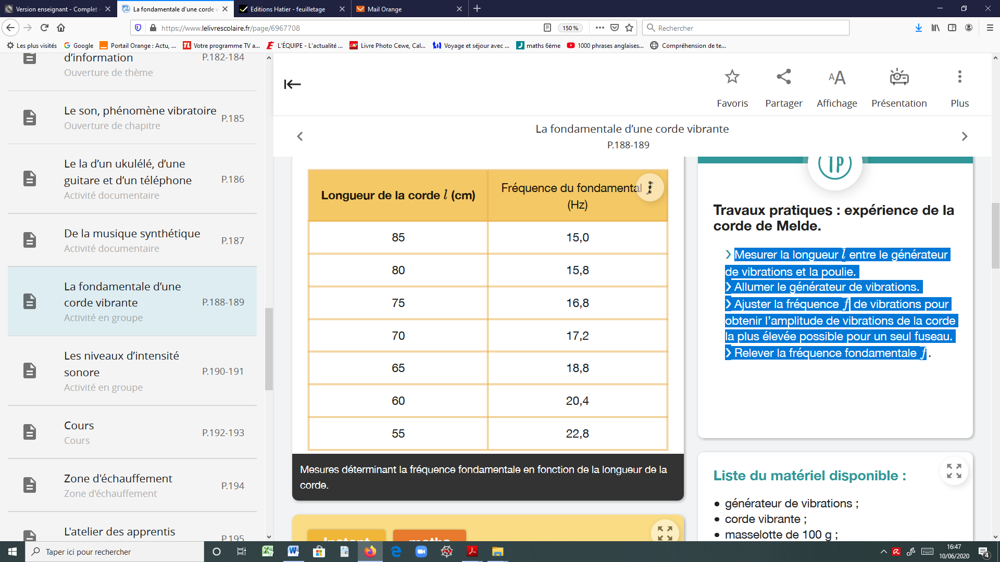 Version enseignant - Complet
La fondamentale d'une corde v
Editions Hatier - feuilletage
Mail Orange
https://www.lelivrescolaire.fr/page/6967708
150 %
Rechercher
Les plus visités
Google
Portail Orange : Actu, ...
Votre programme TV a...
L'ÉQUIPE - L'actualité ...
Livre Photo Cewe, Cal...
Voyage et séjour avec ...
maths 6ème
1000 phrases anglaises...
Compréhension de te...
d'information
P.182-184
Ouverture de thème
Le son, phénomène vibratoire
P.185
Ouverture de chapitre
Le la d'un ukulélé, d'une
guitare et d'un téléphone
P.186
Activité documentaire
De la musique synthétique
P.187
Activité documentaire
La fondamentale d'une
corde vibrante
P.188-189
Activité en groupe
Les niveaux d'intensité
sonore
P.190-191
Activité en groupe
Cours
P.192-193
Cours
Zone d'échauffement
P.194
Zone d'échauffement
L'atelier des apprentis
P.195
Favoris
Partager
AA
Affichage
Présentation
Plus
La fondamentale d'une corde vibrante
P.188-189
Longueur de la corde l (cm)
Fréquence du fondamental f
(Hz)
85 15,0
80 15,8
75 16,8
70 17,2
65 18,8
60 20,4
55 22,8
Mesures déterminant la fréquence fondamentale en fonction de la longueur de la
corde.
Instant maths
TP
Travaux pratiques : expérience de la
corde de Melde.
❯ Mesurer la longueur l entre le générateur
de vibrations et la poulie.
❯ Allumer le générateur de vibrations.
❯ Ajuster la fréquence f de vibrations pour
obtenir l'amplitude de vibrations de la corde
la plus élevée possible pour un seul fuseau.
❯ Relever la fréquence fondamentale f.
Liste du matériel disponible :
• générateur de vibrations ;
• corde vibrante ;
• masselotte de 100 g ;
Taper ici pour rechercher
16:47
10/06/2020
4